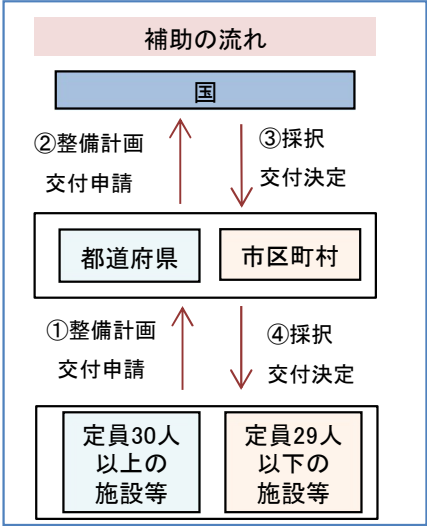 補助の流れ
国
②整備計画
交付申請
③採択
交付決定
都道府県
市区町村
①整備計画
交付申請
④採択
交付決定
定員30人
以上の
施設等
定員29人
以下の
施設等